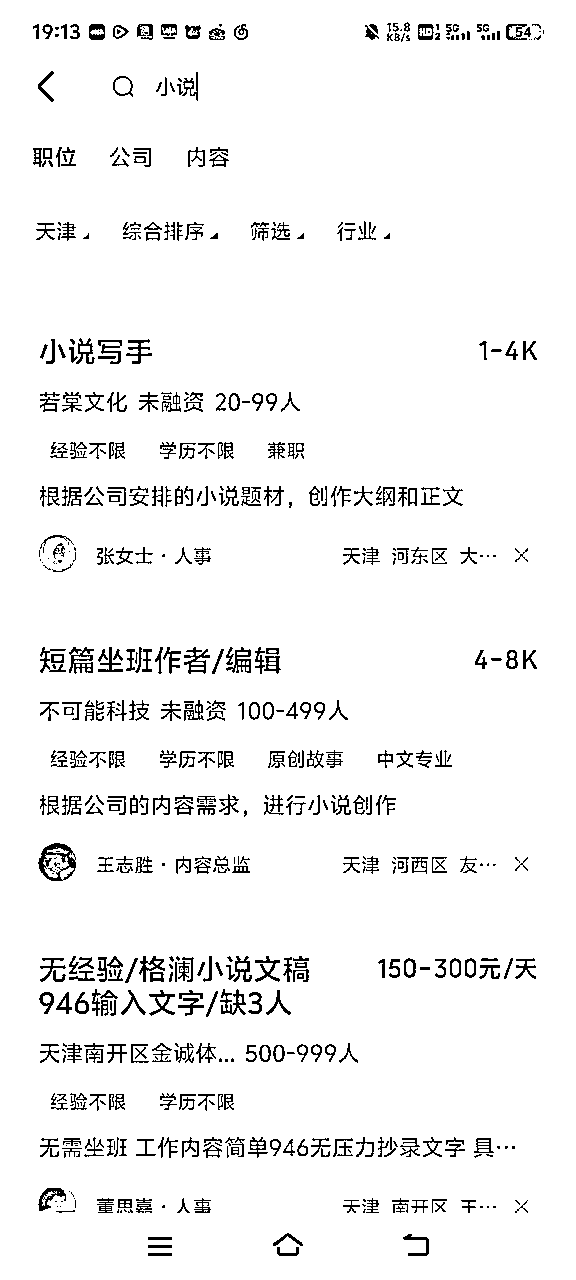 19:13 15.8 KB/s HD 1 2 5G 5G 54
小说
职位 公司 内容
天津 综合排序 筛选 行业
小说写手 1-4K
若棠文化 未融资 20-99人
经验不限 学历不限 兼职
根据公司安排的小说题材，创作大纲和正文
张女士·人事 天津 河东区 大…
短篇坐班作者/编辑 4-8K
不可能科技 未融资 100-499人
经验不限 学历不限 原创故事 中文专业
根据公司的内容需求，进行小说创作
王志胜·内容总监 天津 河西区 友…
无经验/格澜小说文稿 150-300元/天
946输入文字/缺3人
天津南开区金诚体... 500-999人
经验不限 学历不限
无需坐班 工作内容简单946无压力抄录文字 具…
董思嘉·人事 天津 南开区 王…